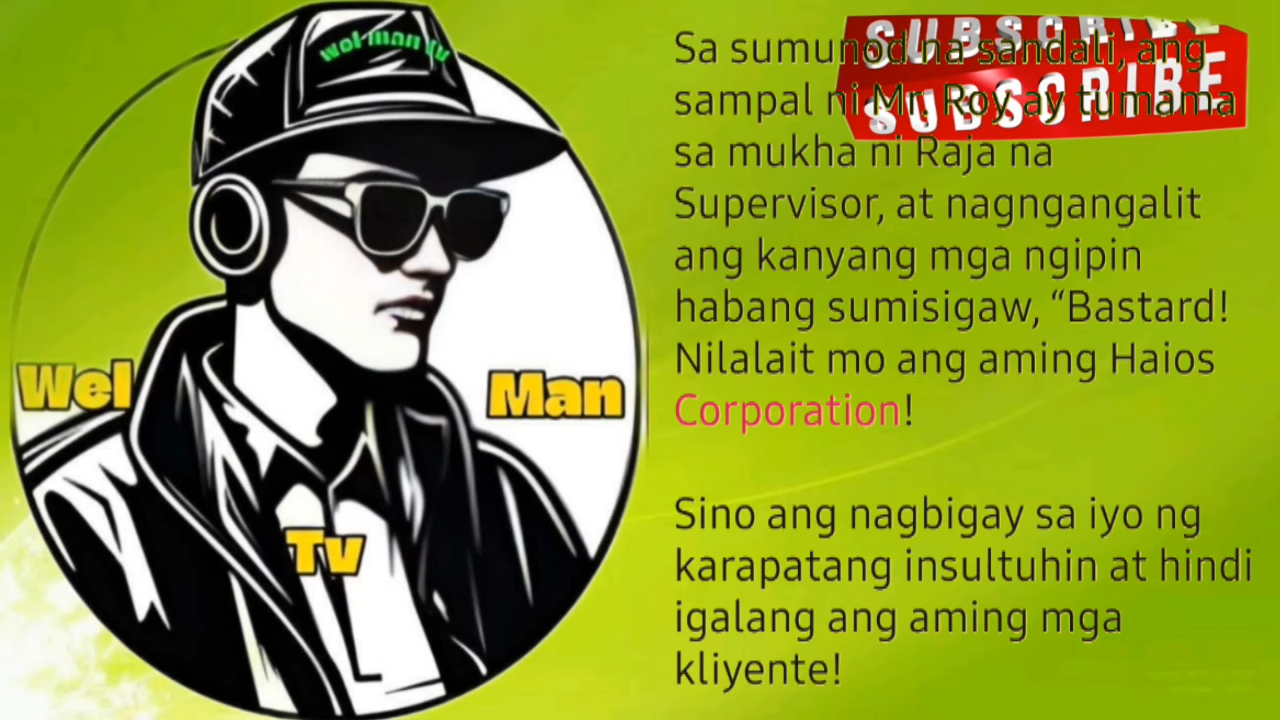 wel man tv
Wel
Man
Tv
SUBSCRIBE
SUBSCRIBE
Sa sumunod na sandali, ang
sampal ni Mr. Roy ay tumama
sa mukha ni Raja na
Supervisor, at nagngangalit
ang kanyang mga ngipin
habang sumisigaw, “Bastard!
Nilalait mo ang aming Haios
Corporation!
Sino ang nagbigay sa iyo ng
karapatang insultuhin at hindi
igalang ang aming mga
kliyente!